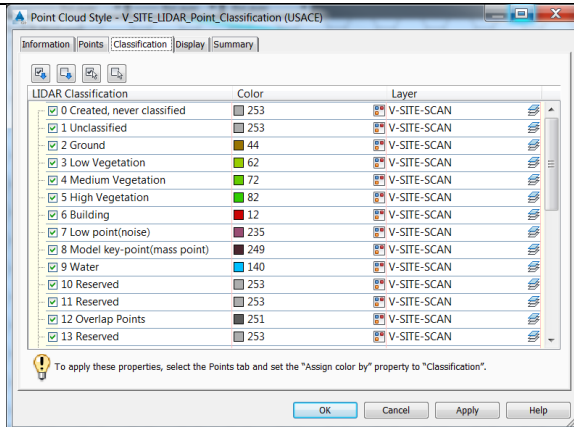 Point Cloud Style - V_SITE_LIDAR_Point_Classification (USACE)
Information Points Classification Display Summary
LIDAR Classification Color Layer
0 Created, never classified 253 V-SITE-SCAN
1 Unclassified 253 V-SITE-SCAN
2 Ground 44 V-SITE-SCAN
3 Low Vegetation 62 V-SITE-SCAN
4 Medium Vegetation 72 V-SITE-SCAN
5 High Vegetation 82 V-SITE-SCAN
6 Building 12 V-SITE-SCAN
7 Low point(noise) 235 V-SITE-SCAN
8 Model key-point(mass point) 249 V-SITE-SCAN
9 Water 140 V-SITE-SCAN
10 Reserved 253 V-SITE-SCAN
11 Reserved 253 V-SITE-SCAN
12 Overlap Points 251 V-SITE-SCAN
13 Reserved 253 V-SITE-SCAN
To apply these properties, select the Points tab and set the "Assign color by" property to "Classification".
OK Cancel Apply Help